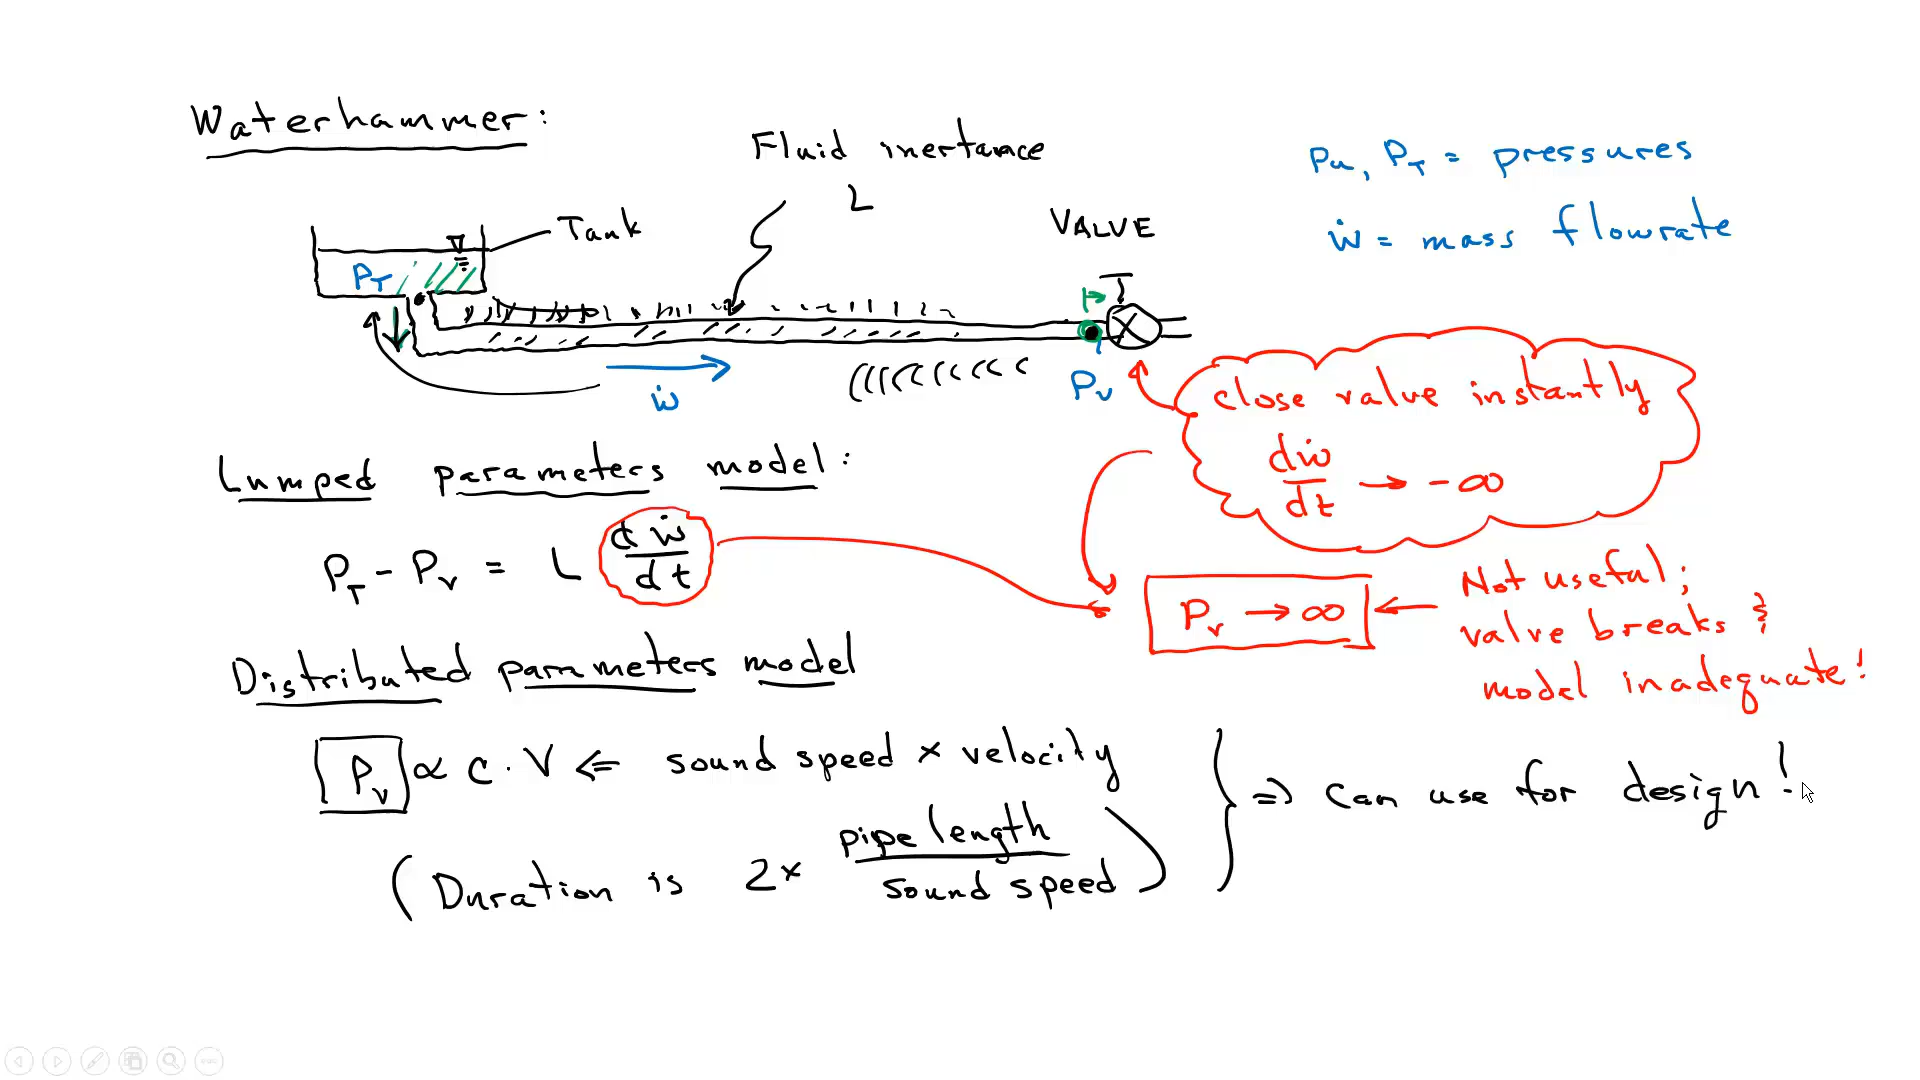 Waterhammer:
Fluid inertance
L
Pu, PT = pressures
ẇ = mass flowrate
Tank
VALVE
PT
ẇ
Pv
close value instantly
dẇ/dt → -∞
Lumped parameters model:
PT - Pv = L dẇ/dt
Pv → ∞
Not useful;
valve breaks &
model inadequate!
Distributed parameters model
Pv ∝ c · V ⇐ sound speed × velocity
(Duration is 2× pipe length/sound speed)
⇒ can use for design!